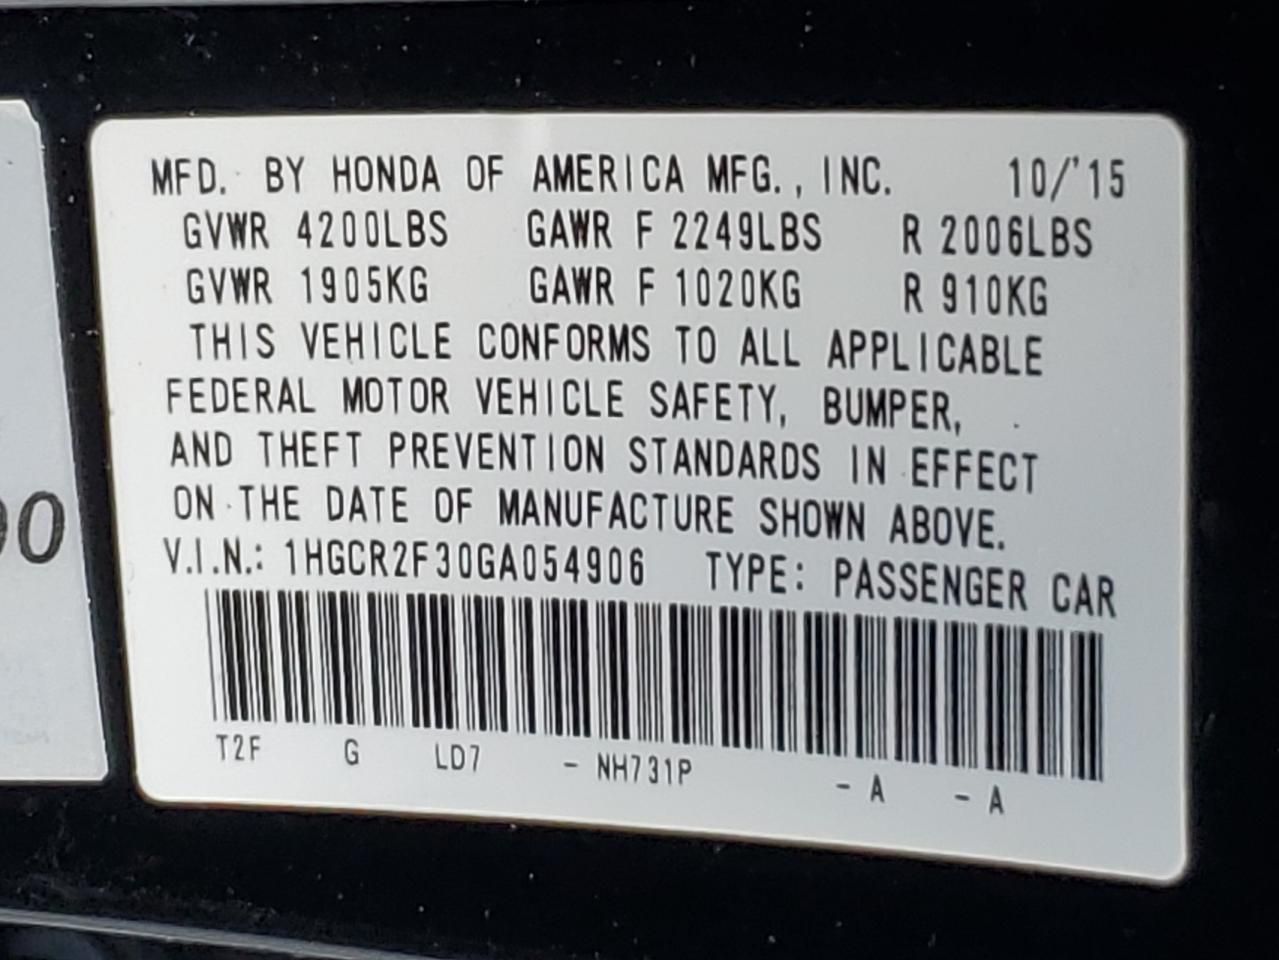 MFD. BY HONDA OF AMERICA MFG., INC. 10/'15
GVWR 4200LBS GAWR F 2249LBS R 2006LBS
GVWR 1905KG GAWR F 1020KG R 910KG
THIS VEHICLE CONFORMS TO ALL APPLICABLE
FEDERAL MOTOR VEHICLE SAFETY, BUMPER,
AND THEFT PREVENTION STANDARDS IN EFFECT
ON THE DATE OF MANUFACTURE SHOWN ABOVE.
V.I.N.: 1HGCR2F30GA054906 TYPE: PASSENGER CAR
T2F G LD7 - NH731P - A - A